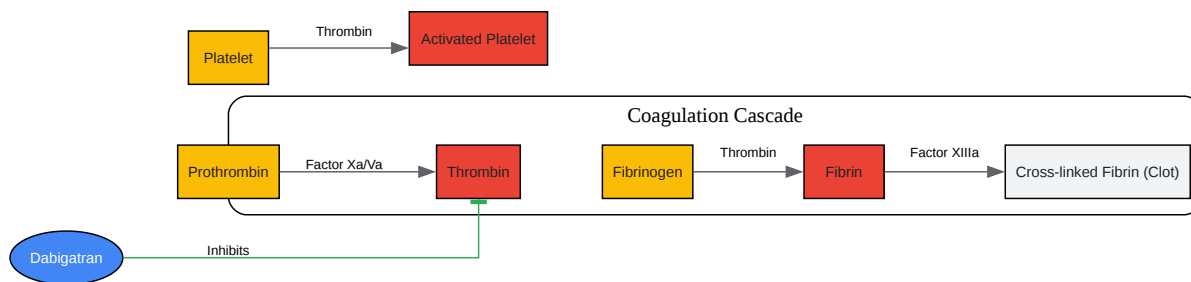 Thrombin
Platelet
Activated Platelet
Coagulation Cascade
Prothrombin
Factor Xa/Va
Thrombin
Fibrinogen
Thrombin
Fibrin
Factor XIIIa
Cross-linked Fibrin (Clot)
Dabigatran
Inhibits